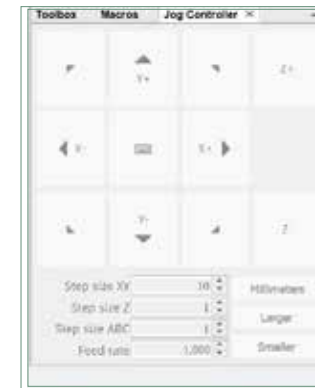 Toolbox Macros Jog Controller ×
Y+ Z+
X- X+
Y- Z-
Step size XY 10 Millimeters
Step size Z 1
Larger
Step size ABC 1
Feed rate 1,000 Smaller